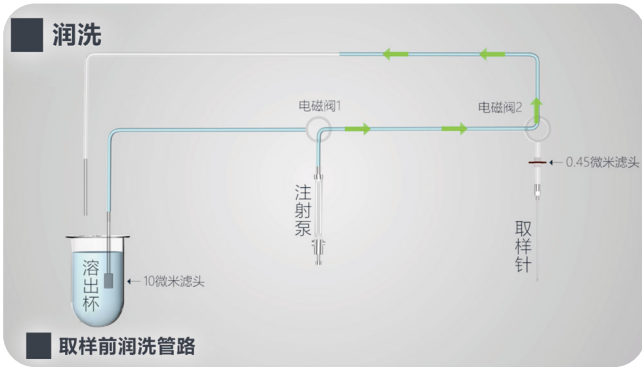 润洗
电磁阀1
电磁阀2
0.45微米滤头
注射泵
取样针
溶出杯
10微米滤头
取样前润洗管路